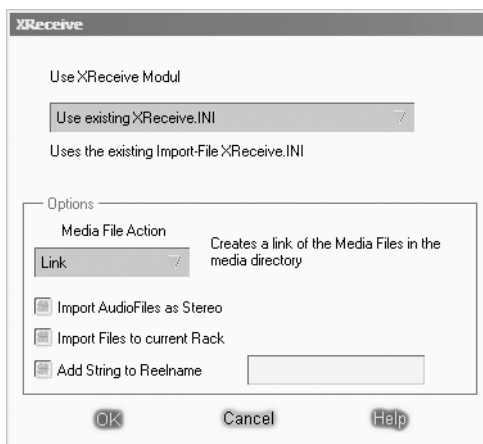 XReceive
Use XReceive Modul
Use existing XReceive.INI
Uses the existing Import-File XReceive.INI
Options
Media File Action
Link
Creates a link of the Media Files in the
media directory
Import AudioFiles as Stereo
Import Files to current Rack
Add String to Reelname
OK Cancel Help